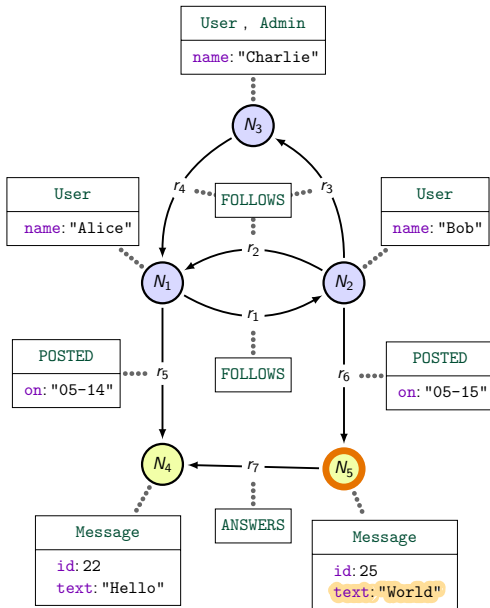 User , Admin
name: "Charlie"
N3
r4
r3
FOLLOWS
User
name: "Alice"
User
name: "Bob"
r2
N1
N2
r1
FOLLOWS
POSTED
on: "05-14"
r5
r6
POSTED
on: "05-15"
N4
r7
N5
ANSWERS
Message
id: 22
text: "Hello"
Message
id: 25
text: "World"